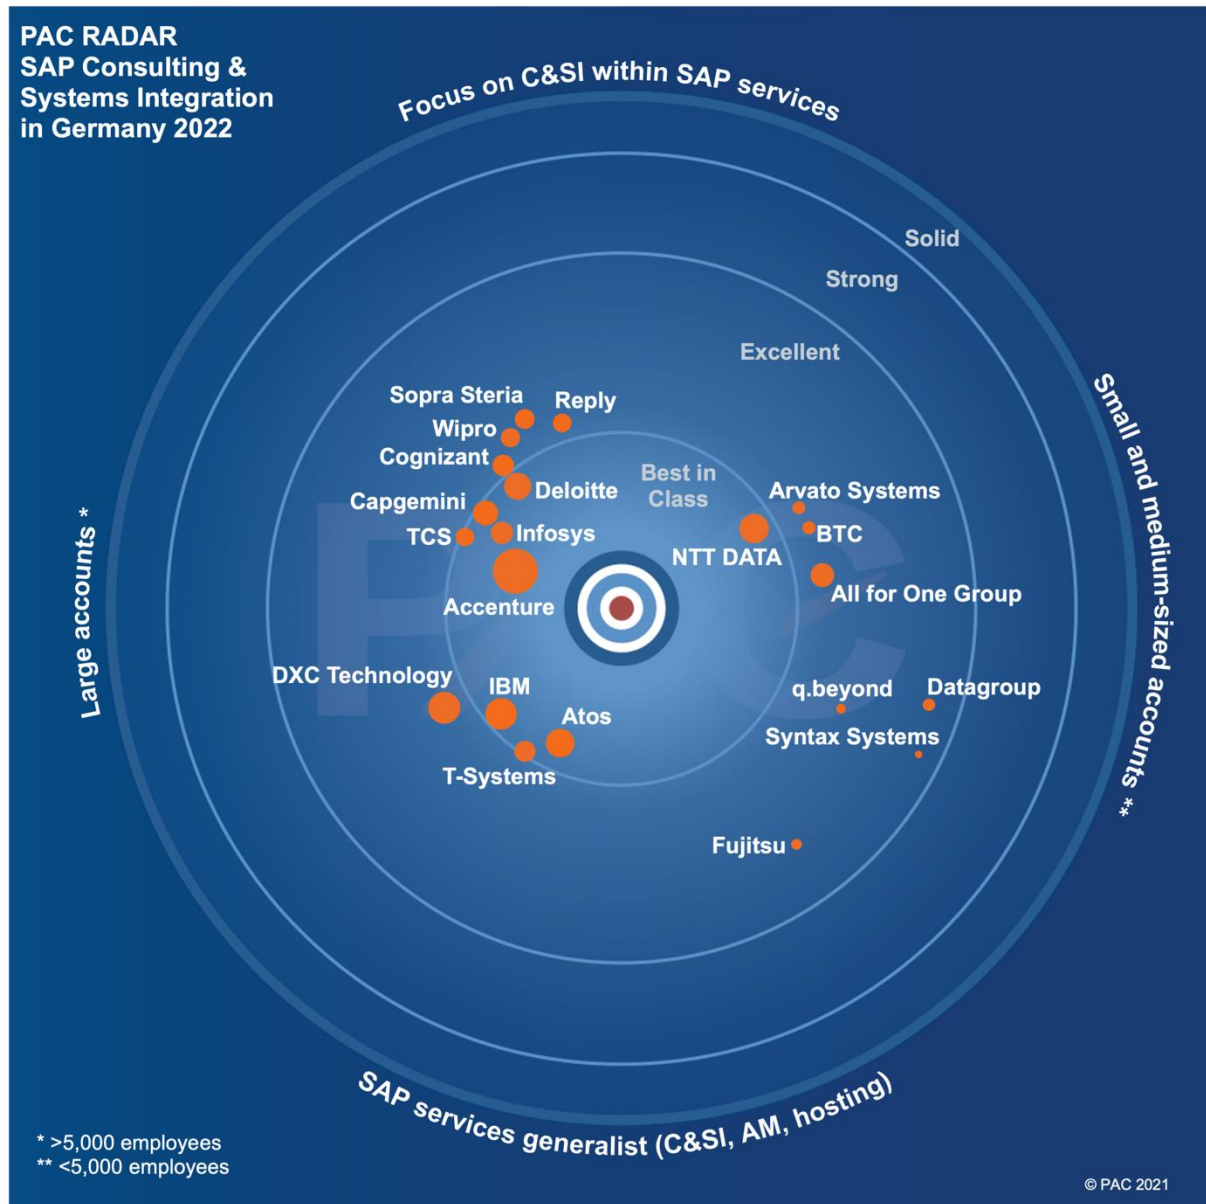 PAC RADAR
SAP Consulting &
Systems Integration
in Germany 2022
Focus on C&SI within SAP services
Solid
Strong
Excellent
Best in
Class
Sopra Steria
Reply
Wipro
Cognizant
Deloitte
Capgemini
TCS
Infosys
Accenture
Arvato Systems
BTC
NTT DATA
All for One Group
Large accounts *
Small and medium-sized accounts **
PAC
DXC Technology
IBM
Atos
T-Systems
q.beyond
Datagroup
Syntax Systems
Fujitsu
SAP services generalist (C&SI, AM, hosting)
* >5,000 employees
** <5,000 employees
© PAC 2021